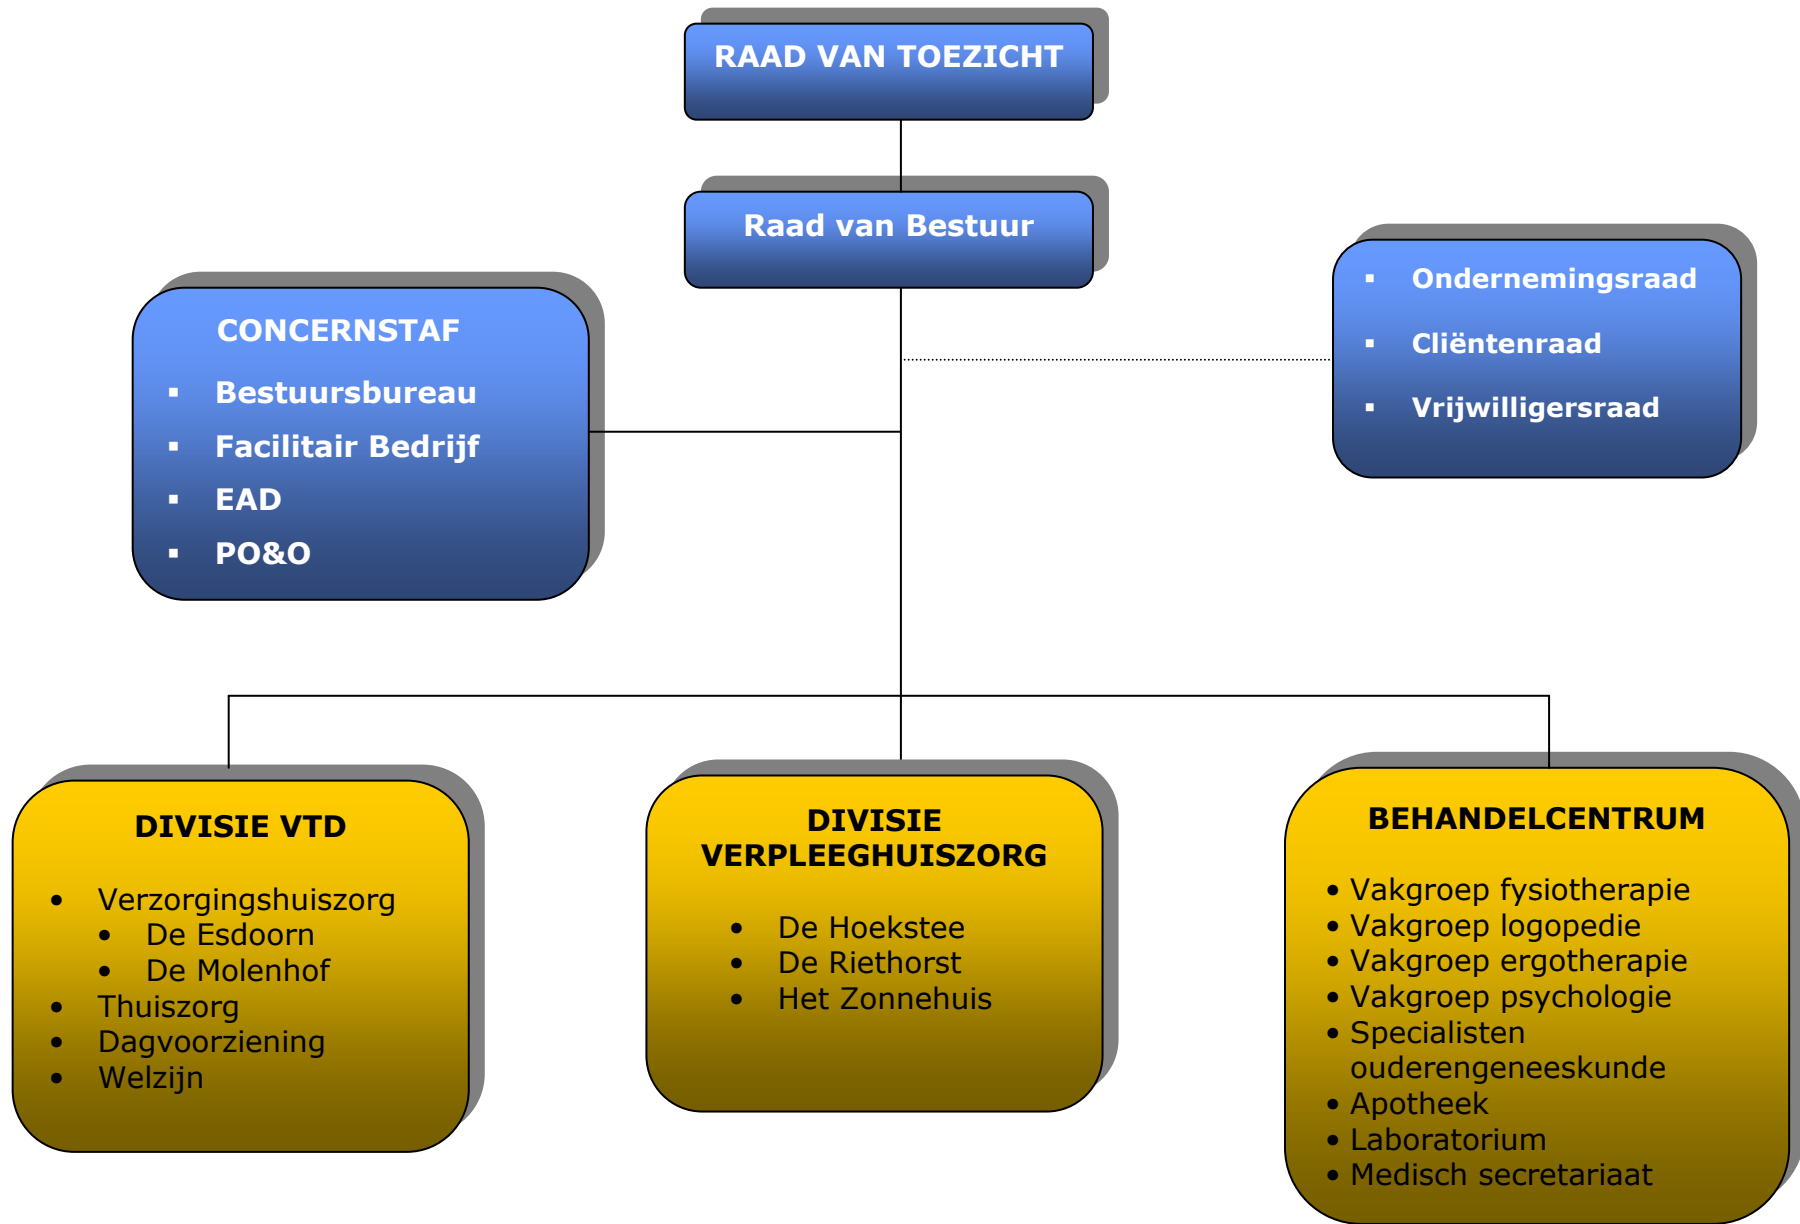 RAAD VAN TOEZICHT
Raad van Bestuur
▪ Ondernemingsraad
▪ Cliëntenraad
▪ Vrijwilligersraad
CONCERNSTAF
▪ Bestuursbureau
▪ Facilitair Bedrijf
▪ EAD
▪ PO&O
DIVISIE VTD
• Verzorgingshuiszorg
• De Esdoorn
• De Molenhof
• Thuiszorg
• Dagvoorziening
• Welzijn
DIVISIE
VERPLEEGHUISZORG
• De Hoekstee
• De Riethorst
• Het Zonnehuis
BEHANDELCENTRUM
• Vakgroep fysiotherapie
• Vakgroep logopedie
• Vakgroep ergotherapie
• Vakgroep psychologie
• Specialisten
ouderengeneeskunde
• Apotheek
• Laboratorium
• Medisch secretariaat